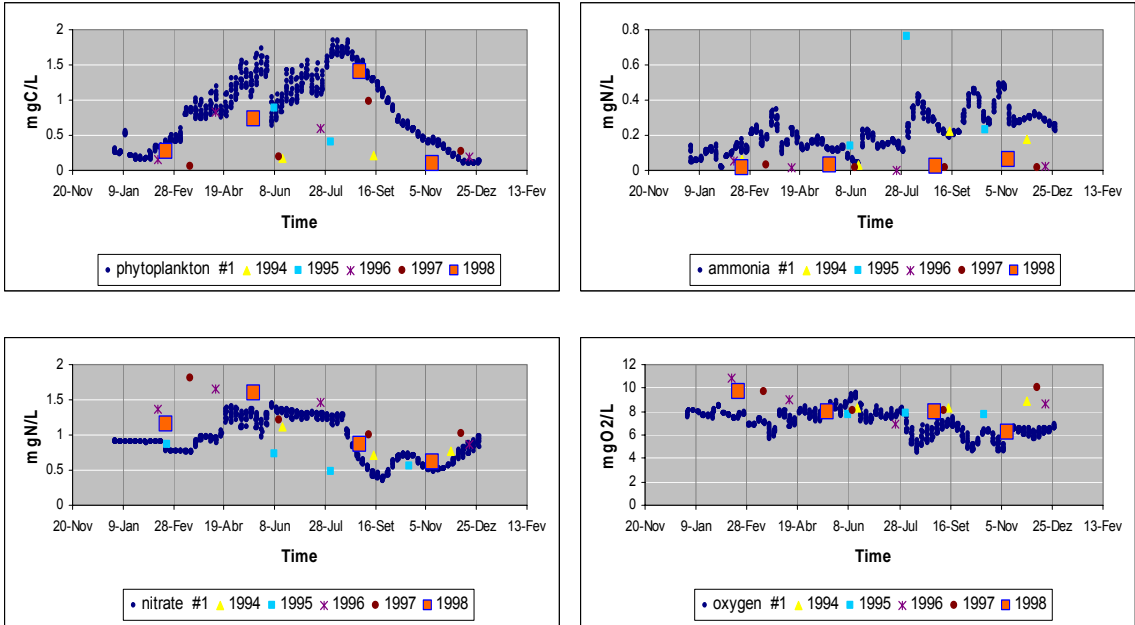 2
1.5
1
0.5
0
mgC/L
20-Nov 9-Jan 28-Fev 19-Abr 8-Jun 28-Jul 16-Set 5-Nov 25-Dez 13-Fev
Time
phytoplankton #1 1994 1995 1996 1997 1998
0.8
0.6
0.4
0.2
0
mgN/L
20-Nov 9-Jan 28-Fev 19-Abr 8-Jun 28-Jul 16-Set 5-Nov 25-Dez 13-Fev
Time
ammonia #1 1994 1995 1996 1997 1998
2
1.5
1
0.5
0
mgN/L
20-Nov 9-Jan 28-Fev 19-Abr 8-Jun 28-Jul 16-Set 5-Nov 25-Dez 13-Fev
Time
nitrate #1 1994 1995 1996 1997 1998
12
10
8
6
4
2
0
mgO2/L
20-Nov 9-Jan 28-Fev 19-Abr 8-Jun 28-Jul 16-Set 5-Nov 25-Dez 13-Fev
Time
oxygen #1 1994 1995 1996 1997 1998